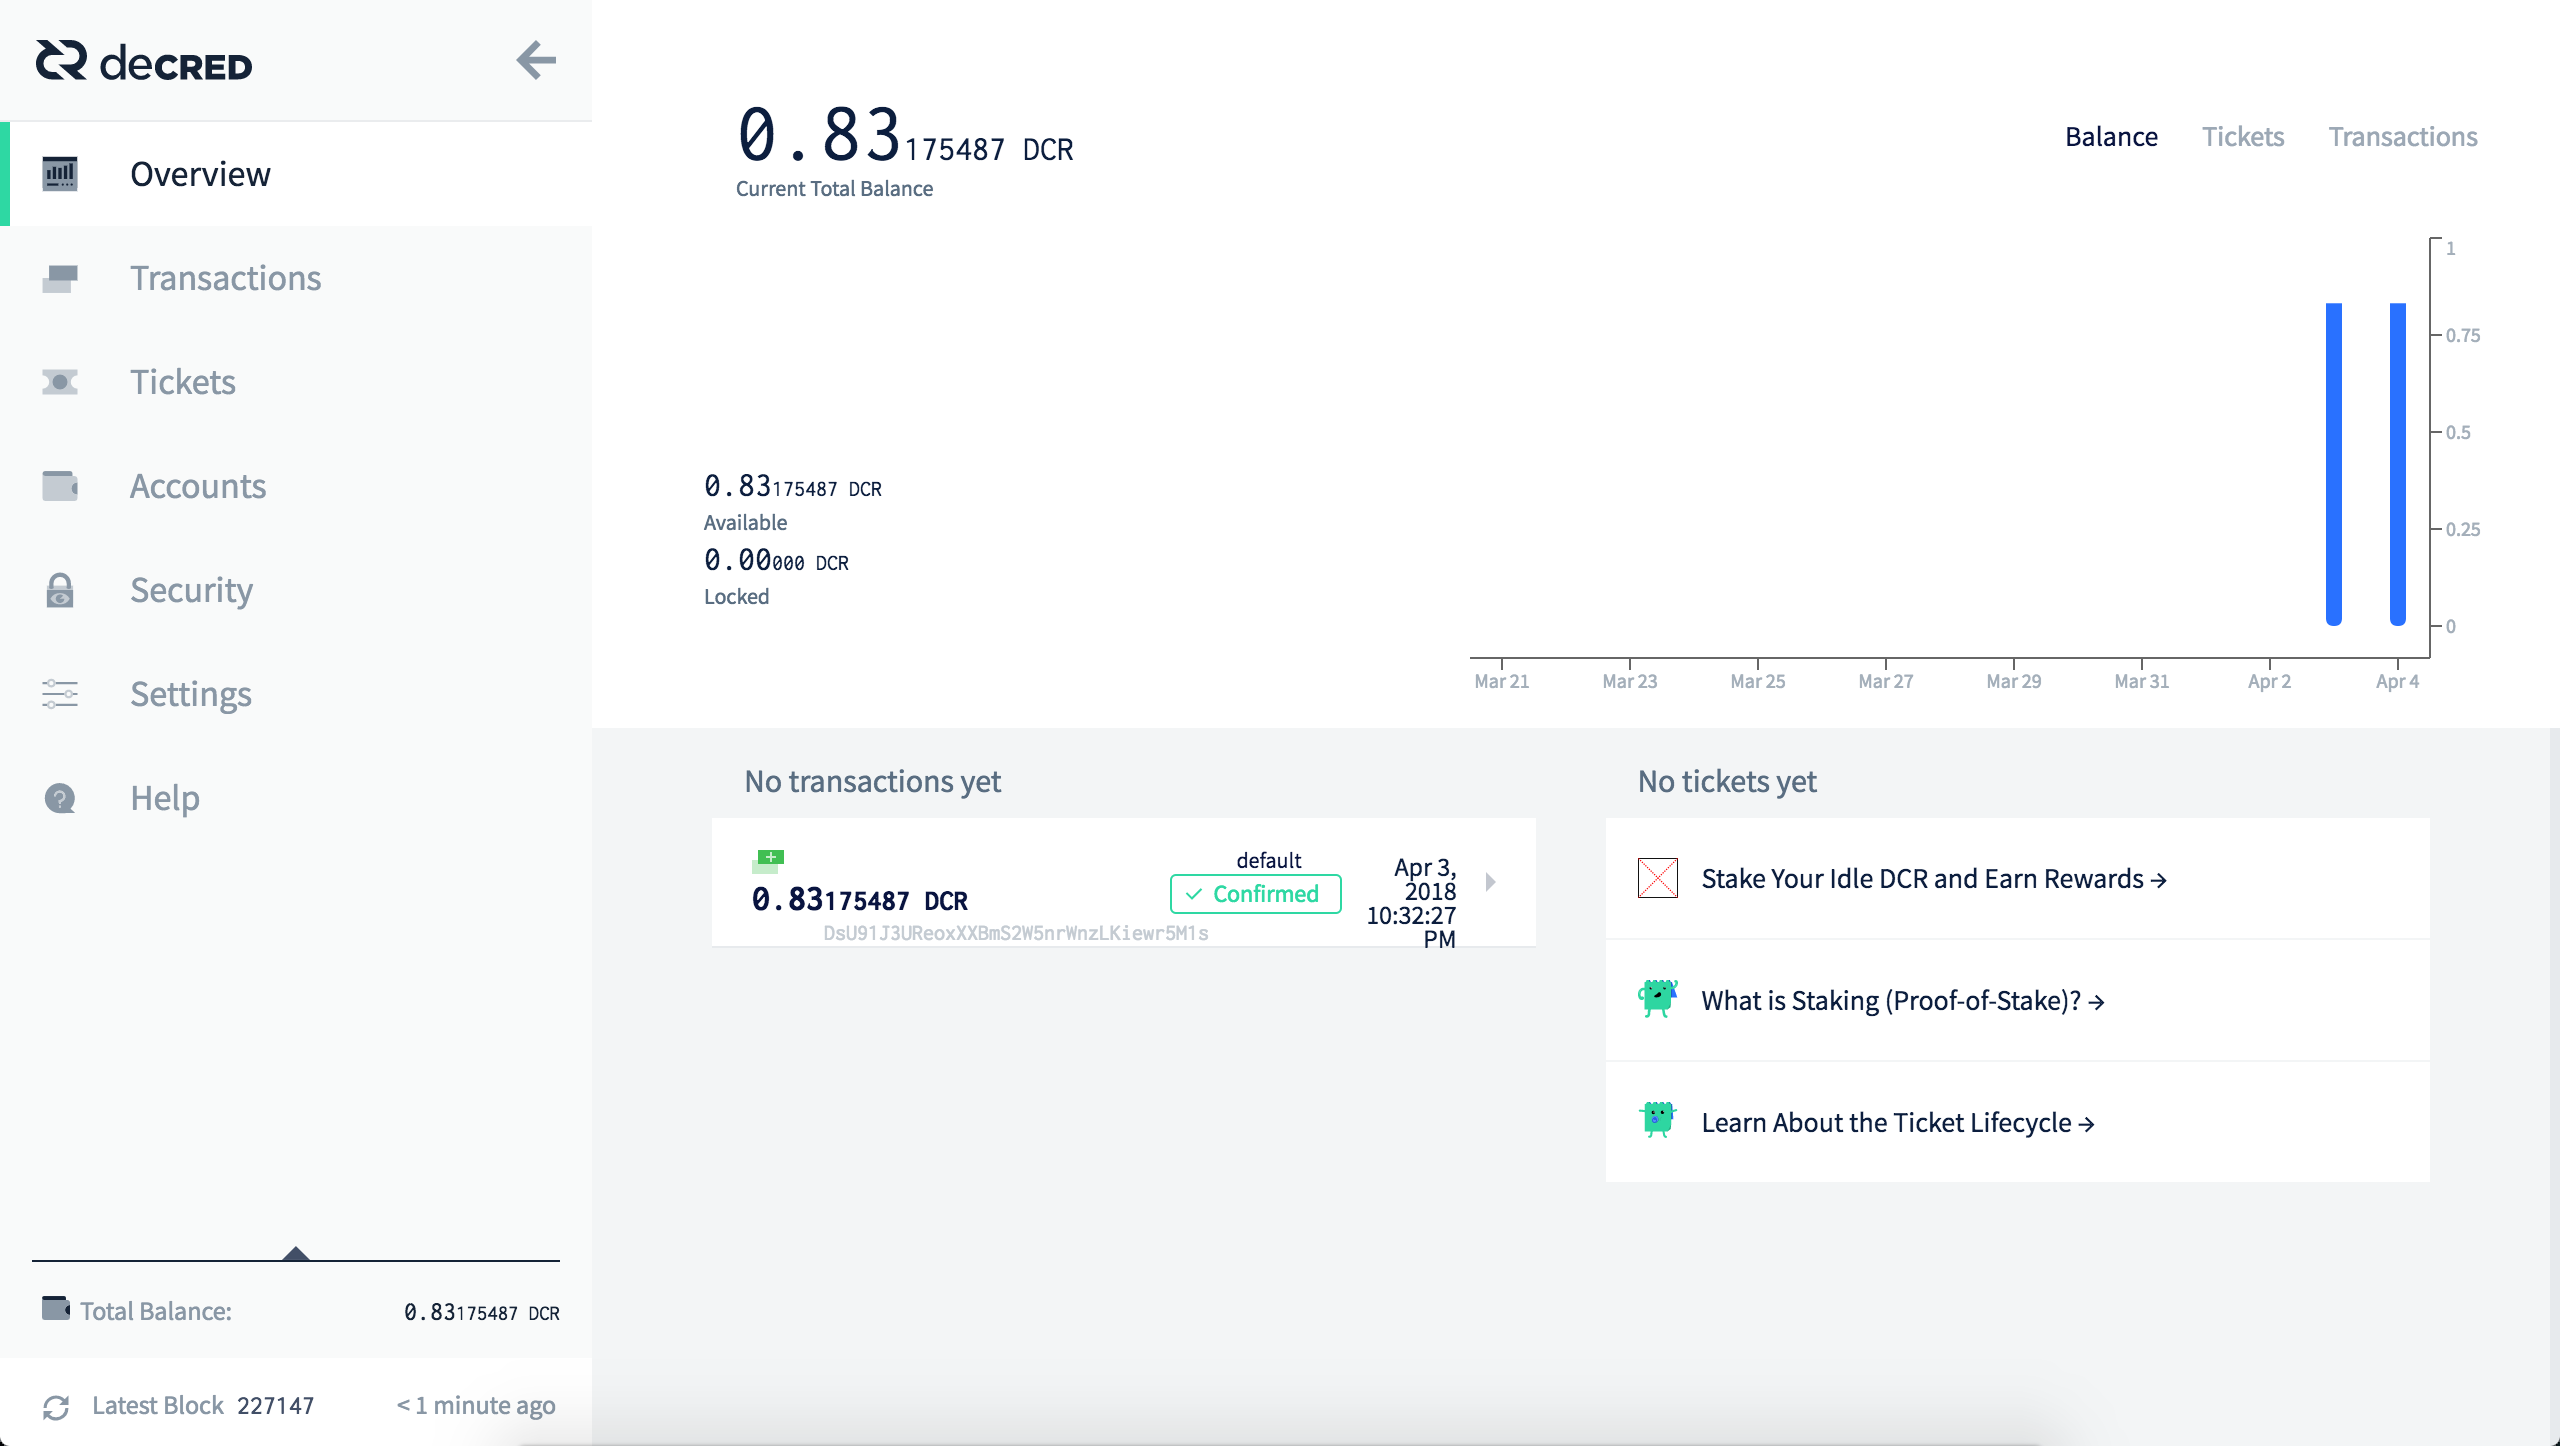 decred
Overview
Transactions
Tickets
Accounts
Security
Settings
Help
Total Balance: 0.83175487 DCR
Latest Block 227147 < 1 minute ago
0.83175487 DCR
Current Total Balance
Balance Tickets Transactions
0.83175487 DCR
Available
0.00000 DCR
Locked
1
0.75
0.5
0.25
0
Mar 21 Mar 23 Mar 25 Mar 27 Mar 29 Mar 31 Apr 2 Apr 4
No transactions yet
0.83175487 DCR
DsU91J3UReoxXXBmS2W5nrWnzLKiewr5M1s
default
Confirmed
Apr 3,
2018
10:32:27
PM
No tickets yet
Stake Your Idle DCR and Earn Rewards →
What is Staking (Proof-of-Stake)? →
Learn About the Ticket Lifecycle →